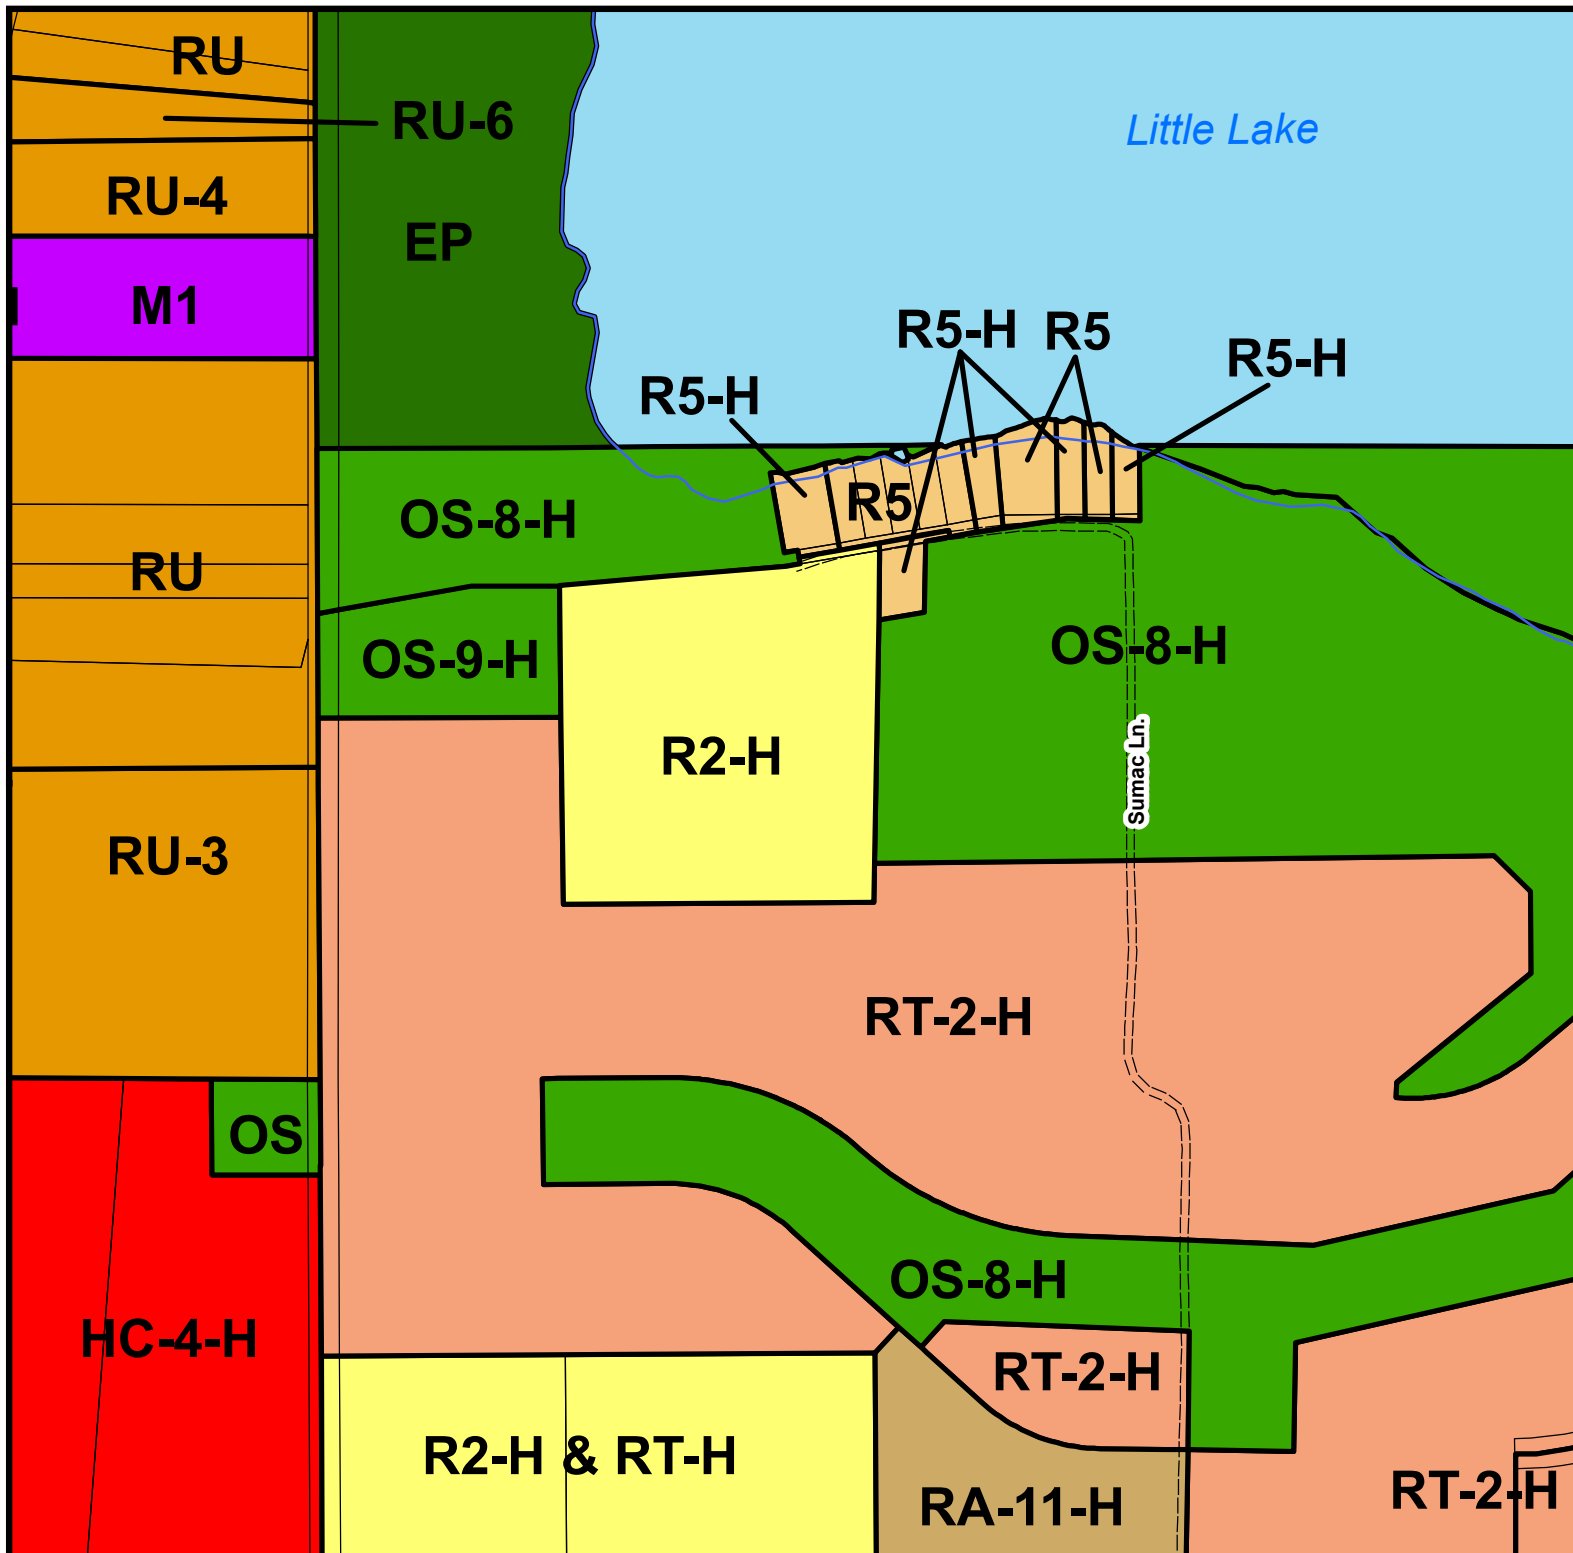 RU
RU-6
Little Lake
RU-4
EP
M1
R5-H
R5
R5-H
R5-H
R5
OS-8-H
RU
OS-9-H
OS-8-H
R2-H
Sumac Ln.
RU-3
RT-2-H
OS
OS-8-H
HC-4-H
RT-2-H
R2-H & RT-H
RT-2-H
RA-11-H